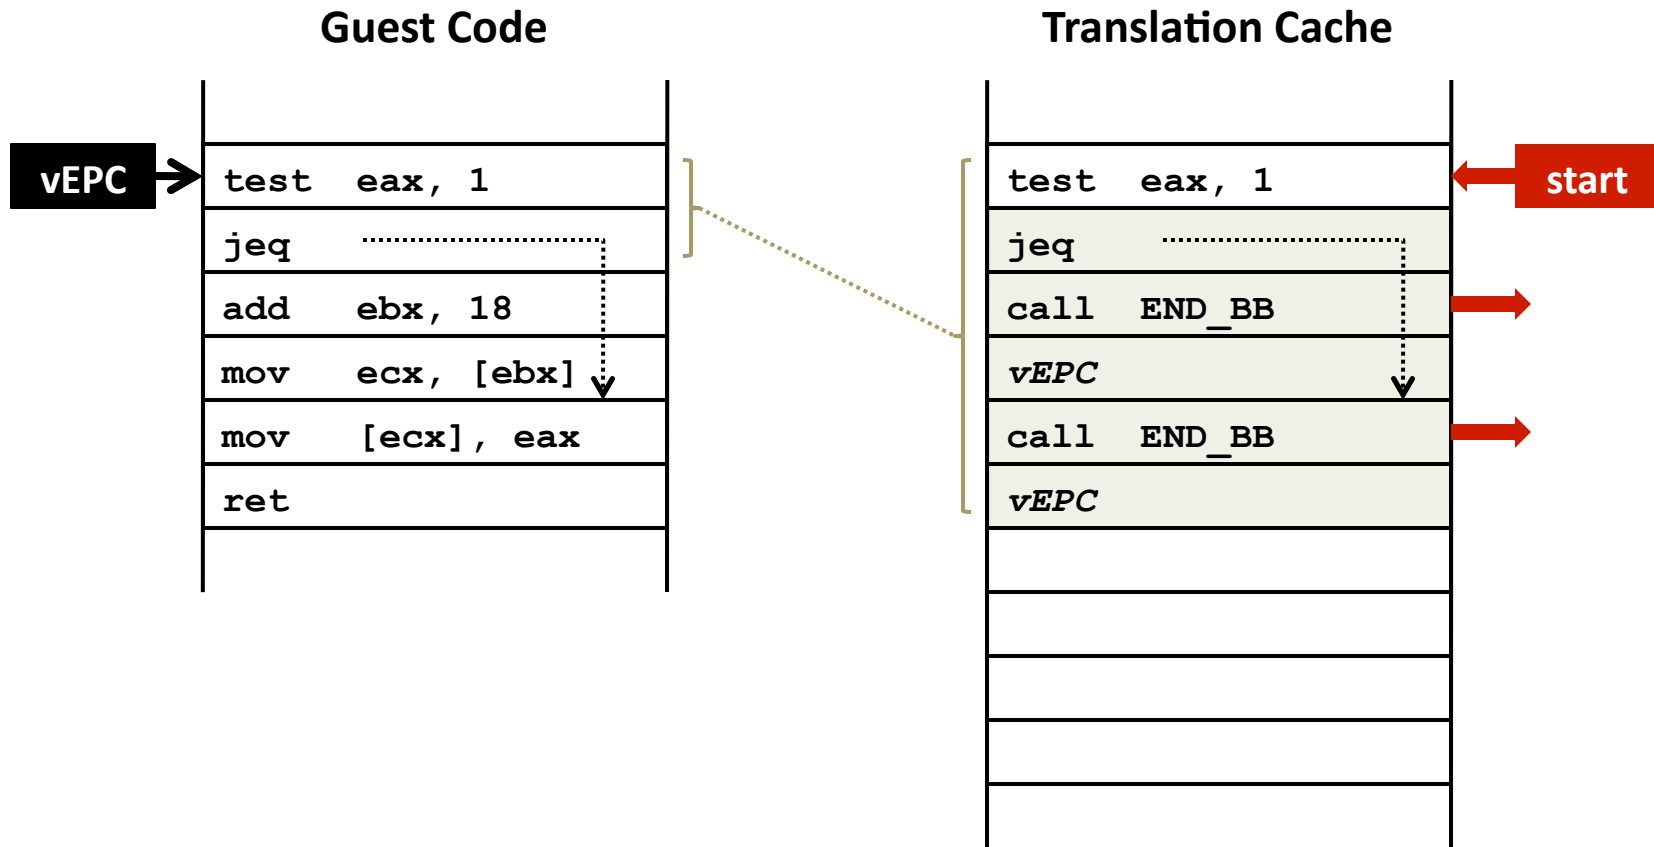 Guest Code
Translation Cache
vEPC
test eax, 1
jeq
add ebx, 18
mov ecx, [ebx]
mov [ecx], eax
ret
test eax, 1
jeq
call END_BB
vEPC
call END_BB
vEPC
start